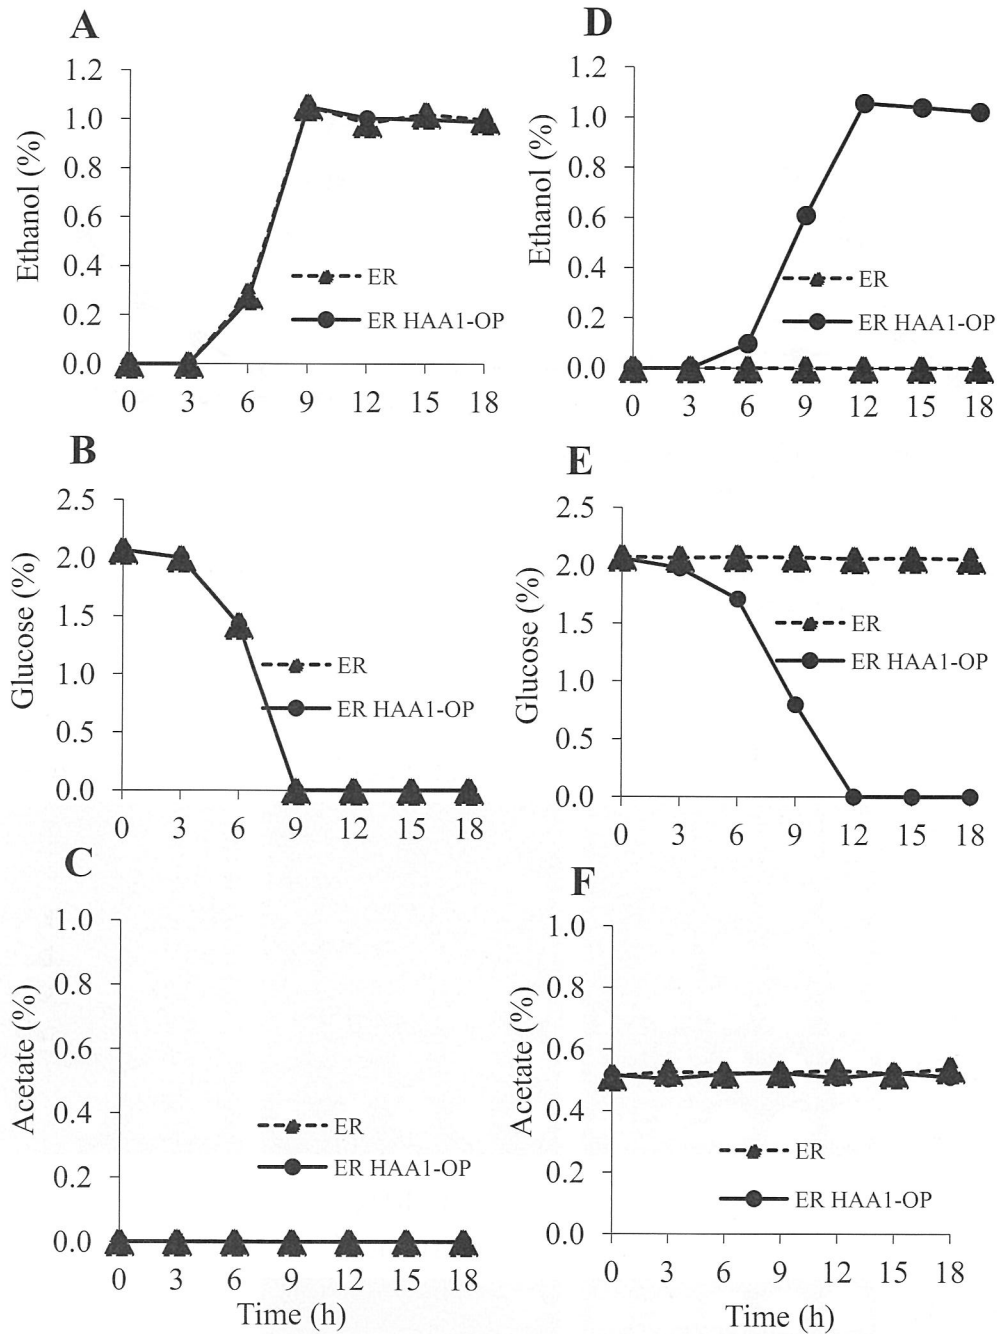 A
Ethanol (%)
1.2
1.0
0.8
0.6
0.4
0.2
0.0
ER
ER HAA1-OP
0 3 6 9 12 15 18
B
Glucose (%)
2.5
2.0
1.5
1.0
0.5
0.0
ER
ER HAA1-OP
0 3 6 9 12 15 18
C
Acetate (%)
1.0
0.8
0.6
0.4
0.2
0.0
ER
ER HAA1-OP
0 3 6 9 12 15 18
Time (h)
D
Ethanol (%)
1.2
1.0
0.8
0.6
0.4
0.2
0.0
ER
ER HAA1-OP
0 3 6 9 12 15 18
E
Glucose (%)
2.5
2.0
1.5
1.0
0.5
0.0
ER
ER HAA1-OP
0 3 6 9 12 15 18
F
Acetate (%)
1.0
0.8
0.6
0.4
0.2
0.0
ER
ER HAA1-OP
0 3 6 9 12 15 18
Time (h)